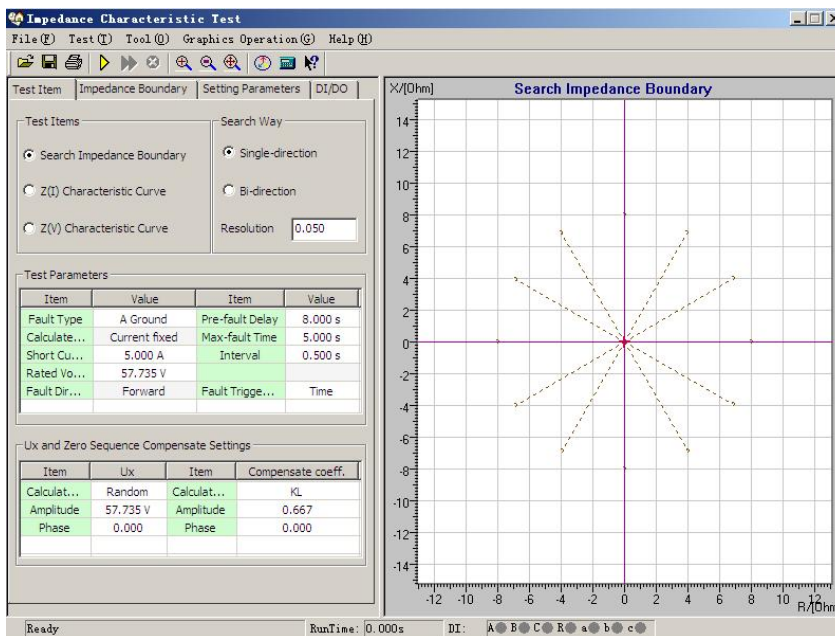 Impedance Characteristic Test
File(F) Test(T) Tool(O) Graphics Operation(G) Help(H)
Test Item Impedance Boundary Setting Parameters DI/DO
Test Items
Search Impedance Boundary
Z(I) Characteristic Curve
Z(V) Characteristic Curve
Search Way
Single-direction
Bi-direction
Resolution 0.050
Test Parameters
Item Value Item Value
Fault Type A Ground Pre-fault Delay 8.000 s
Calculate... Current fixed Max-fault Time 5.000 s
Short Cu... 5.000 A Interval 0.500 s
Rated Vo... 57.735 V
Fault Dir... Forward Fault Trigge... Time
Ux and Zero Sequence Compensate Settings
Item Ux Item Compensate coeff.
Calculat... Random Calculat... KL
Amplitude 57.735 V Amplitude 0.667
Phase 0.000 Phase 0.000
X/[Ohm] Search Impedance Boundary
14
12
10
8
6
4
2
0
-2
-4
-6
-8
-10
-12
-14
-12 -10 -8 -6 -4 -2 0 2 4 6 8 10 12
R/[Ohm
Ready RunTime: 0.000s DI: A B C R a b c